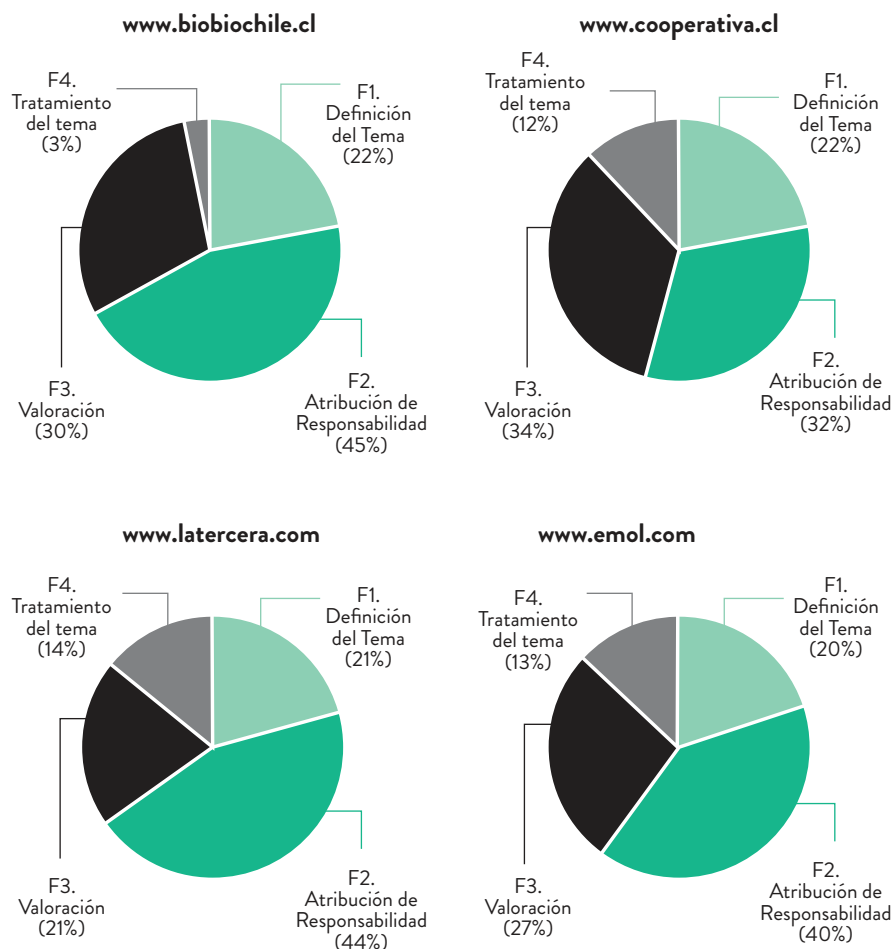 www.biobiochile.cl
F4.
Tratamiento
del tema
(3%)
F1.
Definición
del Tema
(22%)
F3.
Valoración
(30%)
F2.
Atribución de
Responsabilidad
(45%)
www.cooperativa.cl
F4.
Tratamiento
del tema
(12%)
F1.
Definición
del Tema
(22%)
F3.
Valoración
(34%)
F2.
Atribución de
Responsabilidad
(32%)
www.latercera.com
F4.
Tratamiento
del tema
(14%)
F1.
Definición
del Tema
(21%)
F3.
Valoración
(21%)
F2.
Atribución de
Responsabilidad
(44%)
www.emol.com
F4.
Tratamiento
del tema
(13%)
F1.
Definición
del Tema
(20%)
F3.
Valoración
(27%)
F2.
Atribución de
Responsabilidad
(40%)